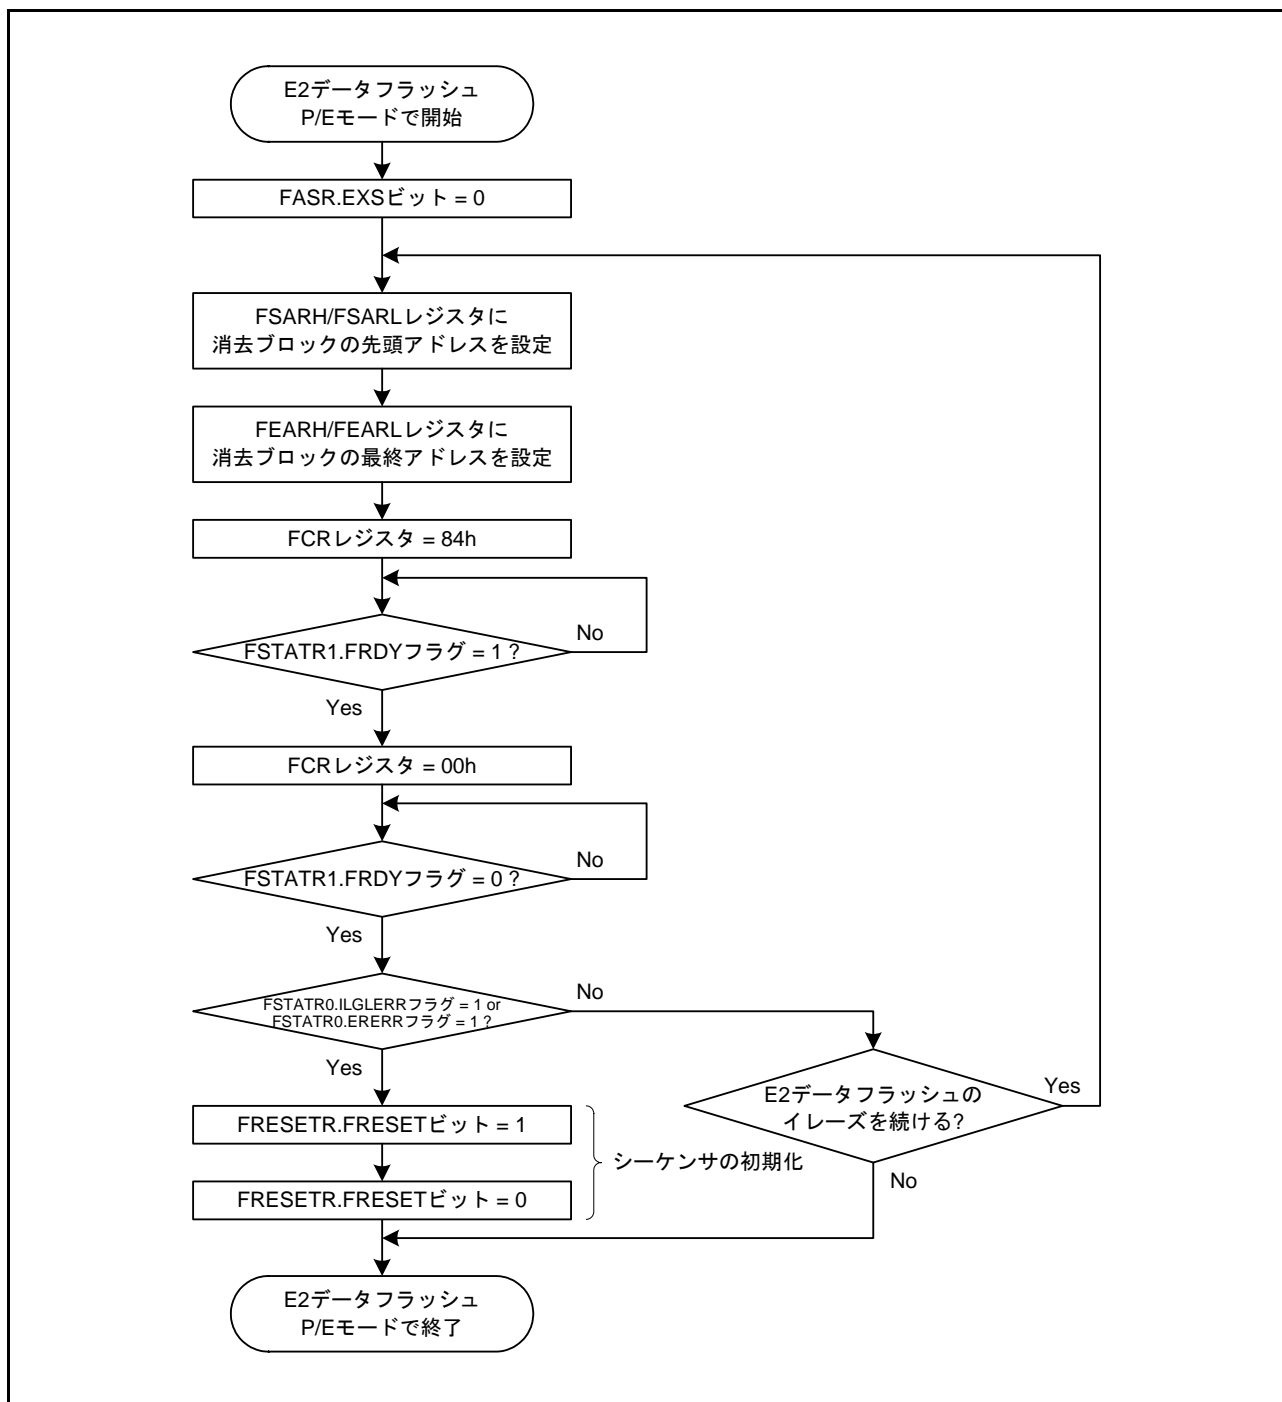 E2データフラッシュ
P/Eモードで開始
FASR.EXSビット = 0
FSARH/FSARLレジスタに
消去ブロックの先頭アドレスを設定
FEARH/FEARLレジスタに
消去ブロックの最終アドレスを設定
FCRレジスタ = 84h
FSTATR1.FRDYフラグ = 1 ?
No
Yes
FCRレジスタ = 00h
FSTATR1.FRDYフラグ = 0 ?
No
Yes
FSTATR0.ILGLERRフラグ = 1 or
FSTATR0.ERERRフラグ = 1 ?
No
Yes
E2データフラッシュの
イレーズを続ける?
Yes
No
FRESETR.FRESETビット = 1
シーケンサの初期化
FRESETR.FRESETビット = 0
E2データフラッシュ
P/Eモードで終了